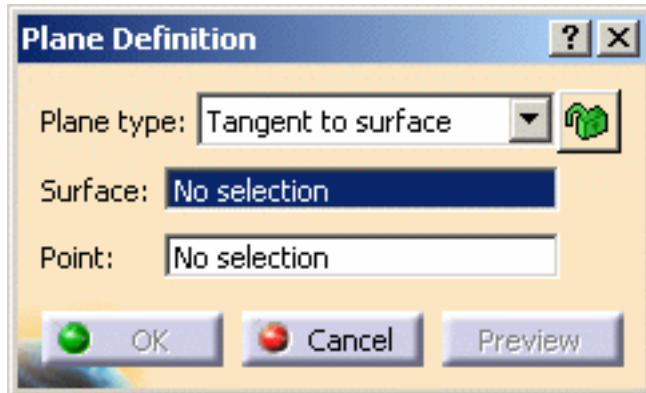 Plane Definition
Plane type: Tangent to surface
Surface: No selection
Point: No selection
OK Cancel Preview